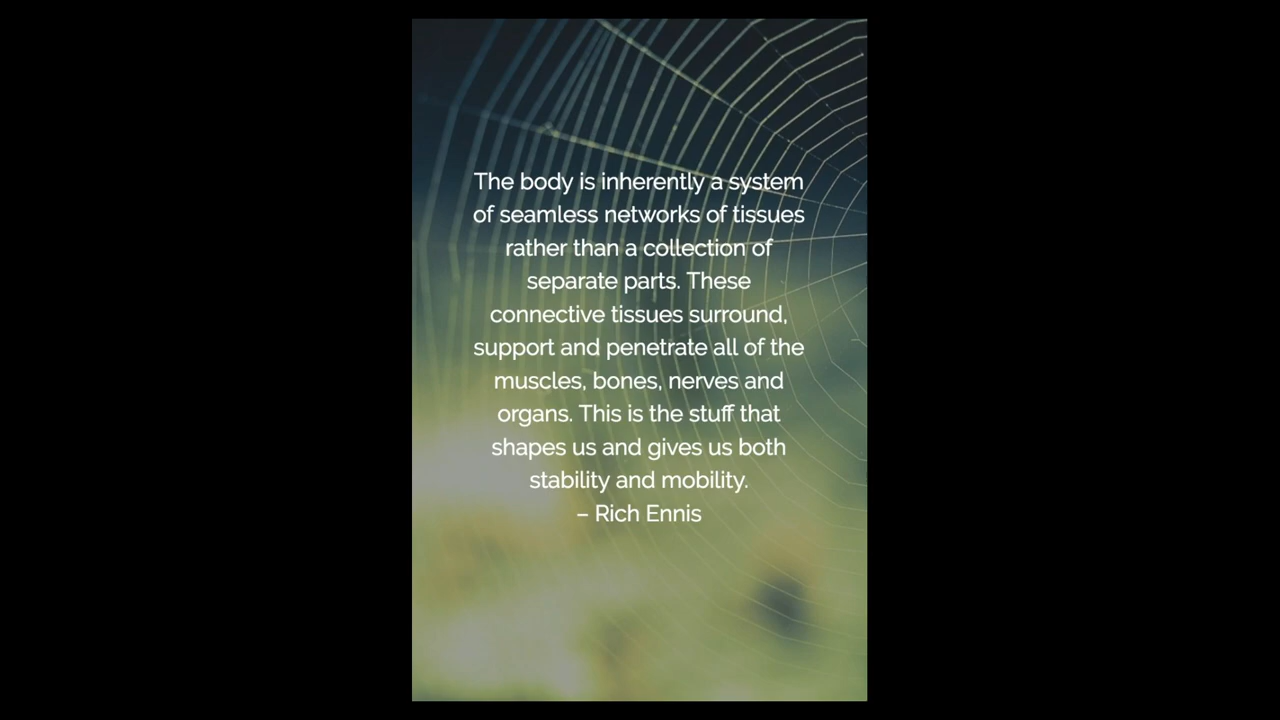 The body is inherently a system
of seamless networks of tissues
rather than a collection of
separate parts. These
connective tissues surround,
support and penetrate all of the
muscles, bones, nerves and
organs. This is the stuff that
shapes us and gives us both
stability and mobility.
– Rich Ennis